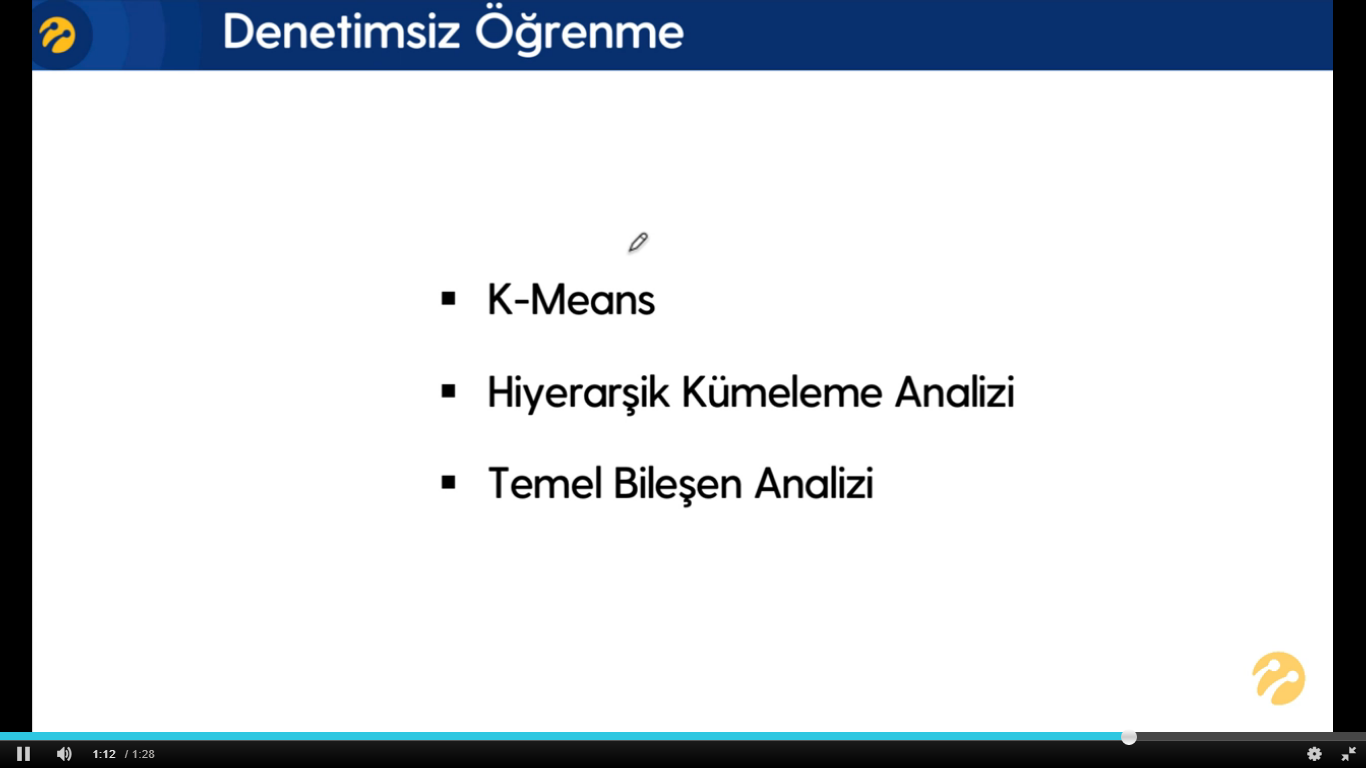 Denetimsiz Öğrenme
▪ K-Means
▪ Hiyerarşik Kümeleme Analizi
▪ Temel Bileşen Analizi
1:12 / 1:28